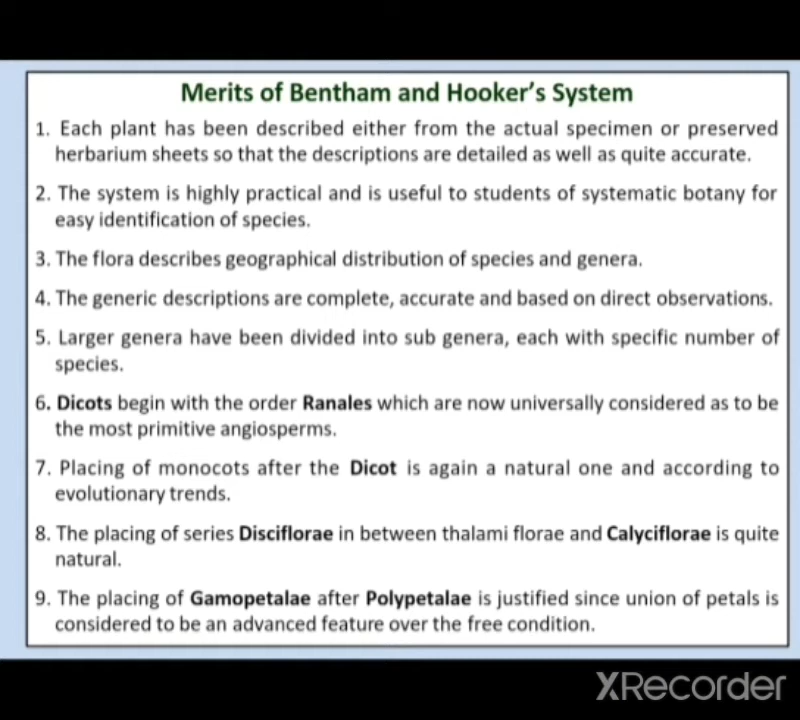 Merits of Bentham and Hooker's System
1. Each plant has been described either from the actual specimen or preserved
herbarium sheets so that the descriptions are detailed as well as quite accurate.
2. The system is highly practical and is useful to students of systematic botany for
easy identification of species.
3. The flora describes geographical distribution of species and genera.
4. The generic descriptions are complete, accurate and based on direct observations.
5. Larger genera have been divided into sub genera, each with specific number of
species.
6. Dicots begin with the order Ranales which are now universally considered as to be
the most primitive angiosperms.
7. Placing of monocots after the Dicot is again a natural one and according to
evolutionary trends.
8. The placing of series Disciflorae in between thalami florae and Calyciflorae is quite
natural.
9. The placing of Gamopetalae after Polypetalae is justified since union of petals is
considered to be an advanced feature over the free condition.
XRecorder